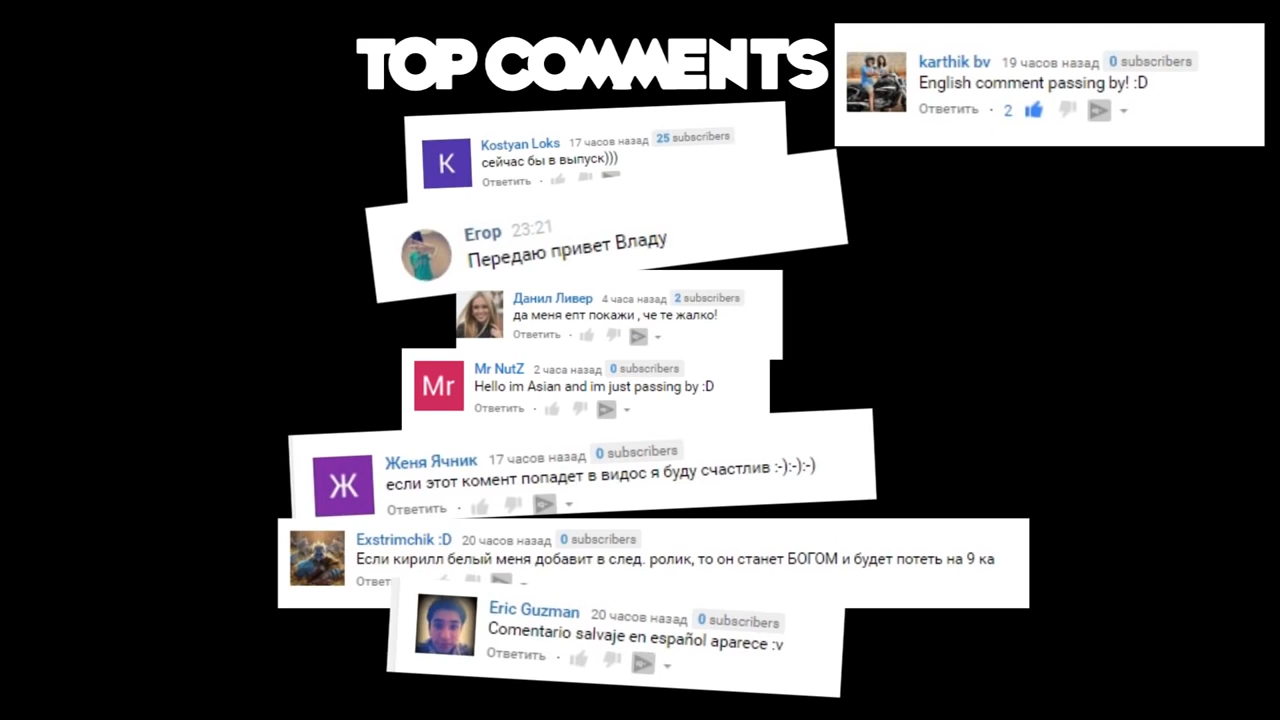 TOP COMMENTS
karthik bv 19 часов назад 0 subscribers
English comment passing by! :D
Ответить · 2
K
Kostyan Loks 17 часов назад 25 subscribers
сейчас бы в выпуск)))
Ответить ·
Егор 23:21
Передаю привет Владу
Данил Ливер 4 часа назад 2 subscribers
да меня епт покажи , че те жалко!
Ответить ·
Mr
Mr NutZ 2 часа назад 0 subscribers
Hello im Asian and im just passing by :D
Ответить ·
Ж
Женя Ячник 17 часов назад 0 subscribers
если этот комент попадет в видос я буду счастлив :-):-):-)
Ответить ·
Exstrimchik :D 20 часов назад 0 subscribers
Если кирилл белый меня добавит в след. ролик, то он станет БОГОМ и будет потеть на 9 ка
Ответ
Eric Guzman 20 часов назад 0 subscribers
Comentario salvaje en español aparece :v
Ответить ·